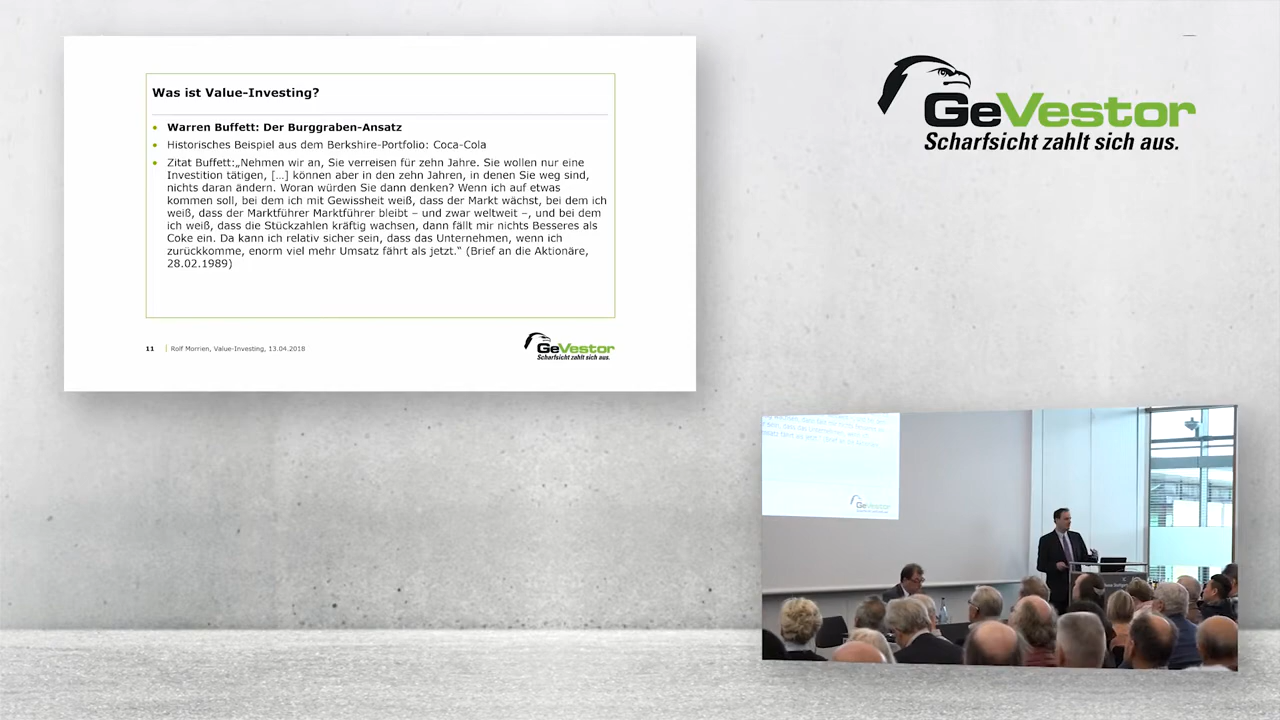 Was ist Value-Investing?
Warren Buffett: Der Burggraben-Ansatz
Historisches Beispiel aus dem Berkshire-Portfolio: Coca-Cola
Zitat Buffett:„Nehmen wir an, Sie verreisen für zehn Jahre. Sie wollen nur eine
Investition tätigen, […] können aber in den zehn Jahren, in denen Sie weg sind,
nichts daran ändern. Woran würden Sie dann denken? Wenn ich auf etwas
kommen soll, bei dem ich mit Gewissheit weiß, dass der Markt wächst, bei dem ich
weiß, dass der Marktführer Marktführer bleibt – und zwar weltweit –, und bei dem
ich weiß, dass die Stückzahlen kräftig wachsen, dann fällt mir nichts Besseres als
Coke ein. Da kann ich relativ sicher sein, dass das Unternehmen, wenn ich
zurückkomme, enorm viel mehr Umsatz fährt als jetzt.“ (Brief an die Aktionäre,
28.02.1989)
11 Rolf Morrien, Value-Investing, 13.04.2018
GeVestor
Scharfsicht zahlt sich aus.
GeVestor
Scharfsicht zahlt sich aus.
GeVestor